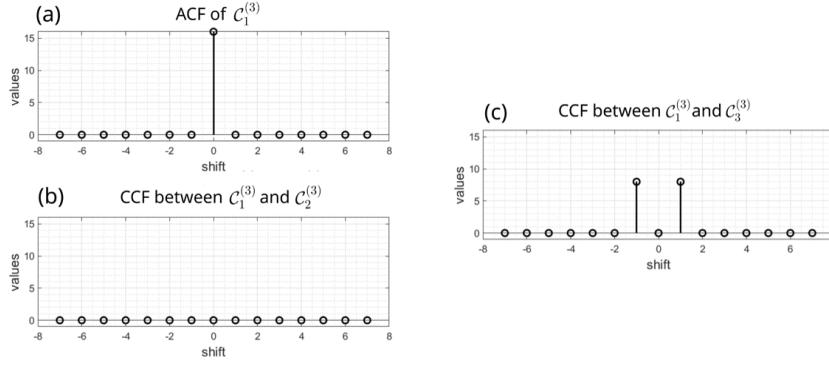 (a)
ACF of 𝒞₁⁽³⁾
values
15
10
5
0
-8 -6 -4 -2 0 2 4 6 8
shift
(b)
CCF between 𝒞₁⁽³⁾ and 𝒞₂⁽³⁾
values
15
10
5
0
-8 -6 -4 -2 0 2 4 6 8
shift
(c)
CCF between 𝒞₁⁽³⁾ and 𝒞₃⁽³⁾
values
15
10
5
0
-8 -6 -4 -2 0 2 4 6
shift